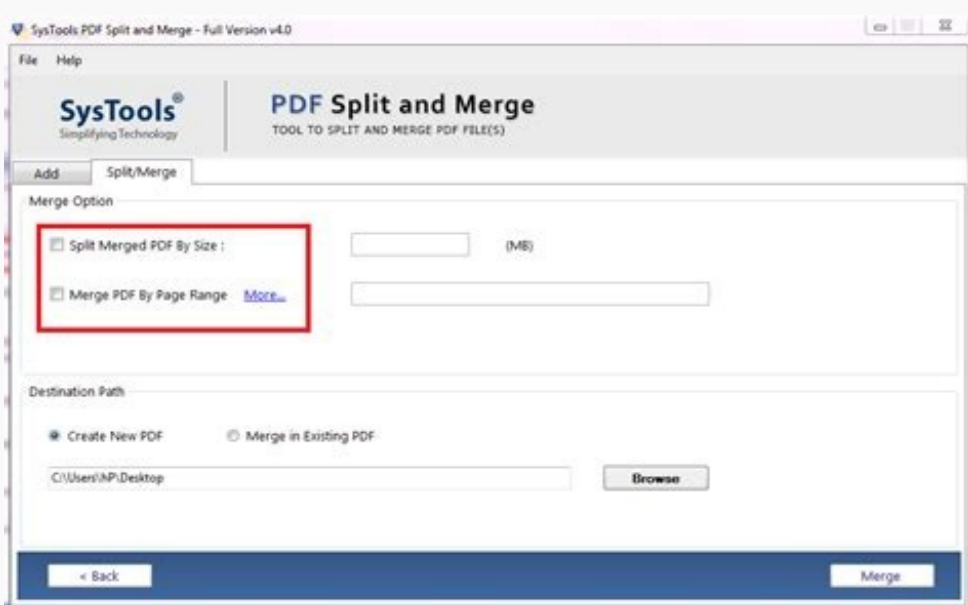 SysTools PDF Split and Merge - Full Version v4.0
File Help
SysTools®
Simplifying Technology
PDF Split and Merge
TOOL TO SPLIT AND MERGE PDF FILE(S)
Add Split/Merge
Merge Option
Split Merged PDF By Size : (MB)
Merge PDF By Page Range More...
Destination Path
Create New PDF Merge in Existing PDF
C:\Users\HP\Desktop Browse
< Back Merge